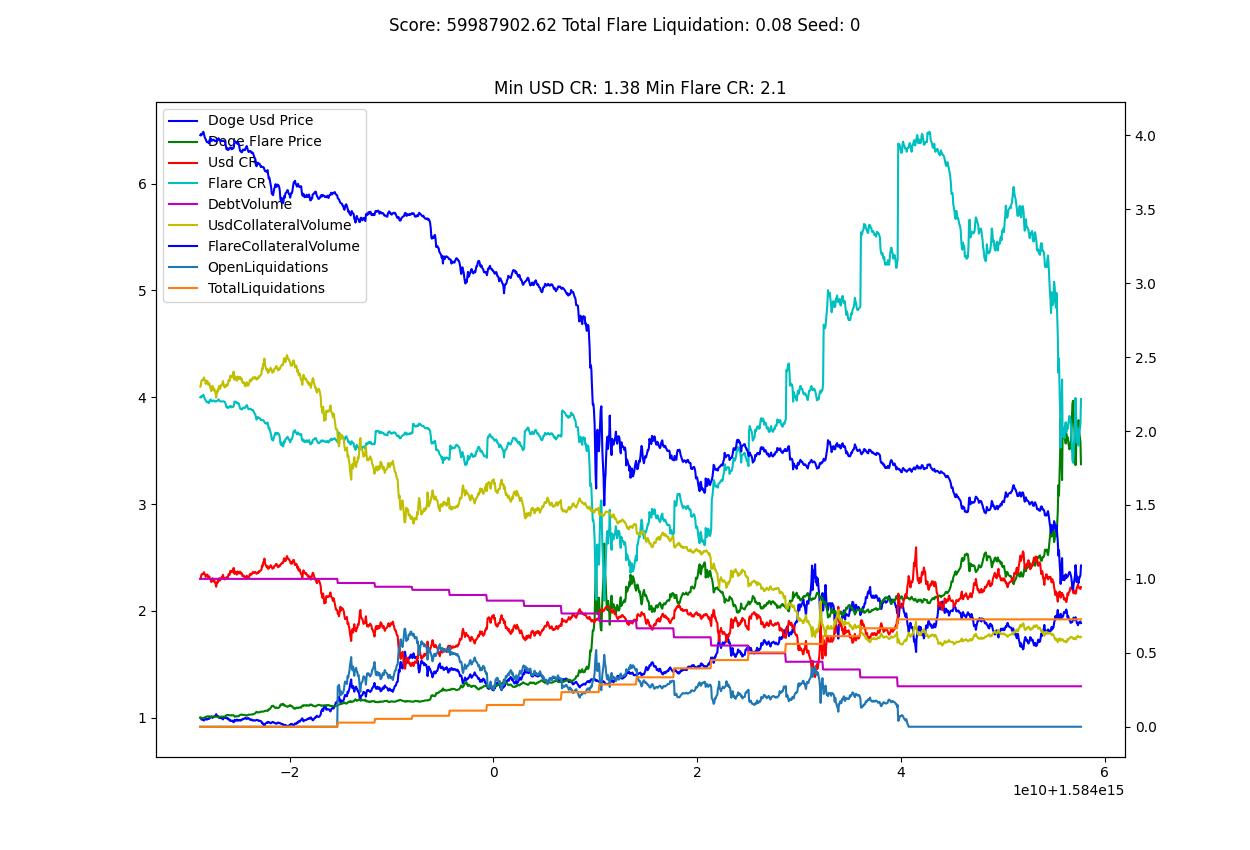 Score: 59987902.62 Total Flare Liquidation: 0.08 Seed: 0
Min USD CR: 1.38 Min Flare CR: 2.1
Doge Usd Price
Doge Flare Price
Usd CR
Flare CR
DebtVolume
UsdCollateralVolume
FlareCollateralVolume
OpenLiquidations
TotalLiquidations
6
5
4
3
2
1
4.0
3.5
3.0
2.5
2.0
1.5
1.0
0.5
0.0
−2
0
2
4
6
1e10+1.584e15